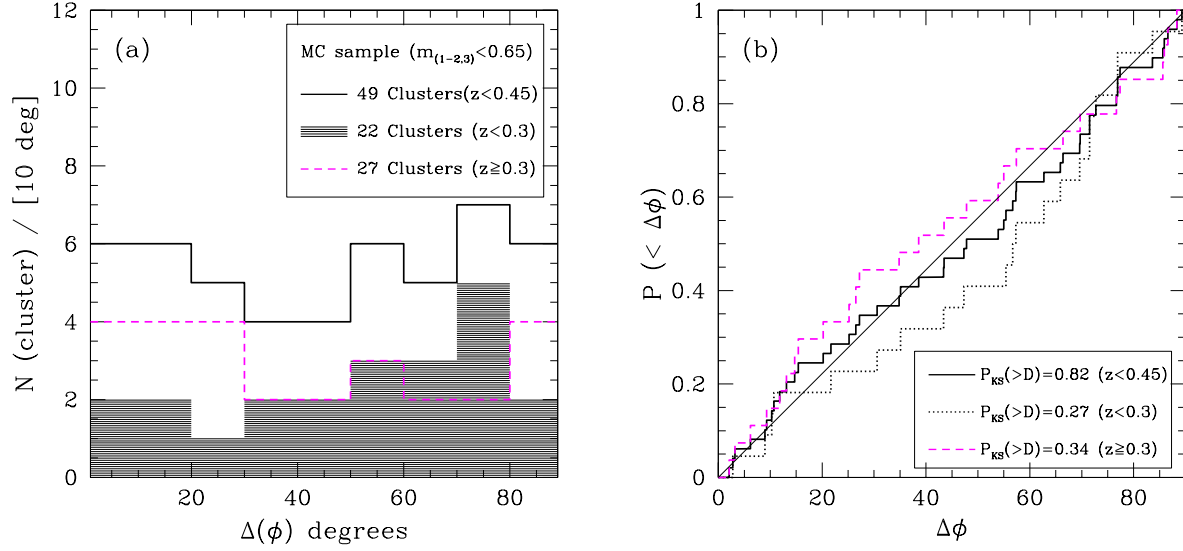 (a)
MC sample (m(1-2,3)<0.65)
49 Clusters(z<0.45)
22 Clusters (z<0.3)
27 Clusters (z≧0.3)
12
10
8
6
4
2
0
N (cluster) / [10 deg]
20 40 60 80
Δ(ϕ) degrees
(b)
1
0.8
0.6
0.4
0.2
0
P (< Δϕ)
P_KS(>D)=0.82 (z<0.45)
P_KS(>D)=0.27 (z<0.3)
P_KS(>D)=0.34 (z≧0.3)
0 20 40 60 80
Δϕ